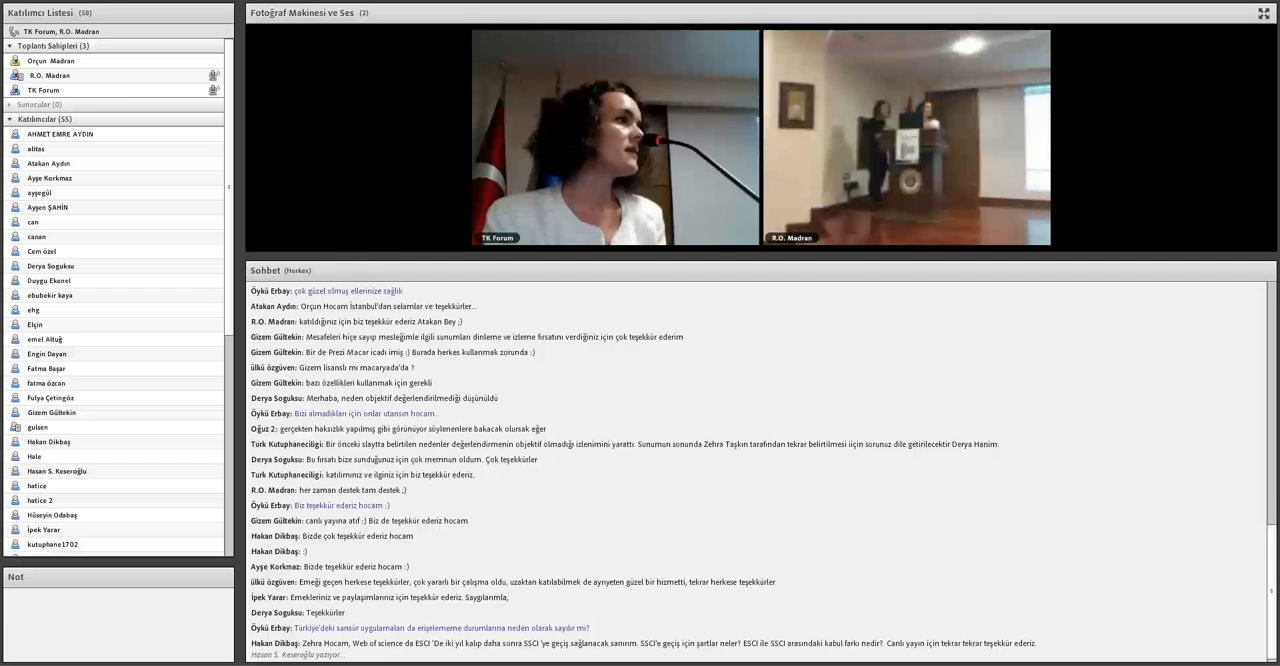 Katılımcı Listesi (58)
TK Forum, R.O. Madran
Toplantı Sahipleri (3)
Orçun Madran
R.O. Madran
TK Forum
Sunucular (0)
Katılımcılar (55)
AHMET EMRE AYDIN
alitas
Atakan Aydın
Ayşe Korkmaz
ayşegül
Ayşen ŞAHİN
can
canan
Cem özel
Derya Soguksu
Duygu Ekenel
ebubekir kaya
ehg
Elçin
emel Altuğ
Engin Dayan
Fatma Başar
fatma özcan
Fulya Çetingöz
Gizem Gültekin
gulsen
Hakan Dikbaş
Hale
Hasan S. Keseroğlu
hatice
hatice 2
Hüseyin Odabaş
İpek Yarar
kutuphane1702
Not
Fotoğraf Makinesi ve Ses (2)
TK Forum
R.O. Madran
Sohbet (Herkes)
Öykü Erbay: çok güzel olmuş ellerinize sağlık
Atakan Aydın: Orçun Hocam İstanbul'dan selamlar ve teşekkürler...
R.O. Madran: katıldığınız için biz teşekkür ederiz Atakan Bey ;)
Gizem Gültekin: Mesafeleri hiçe sayıp mesleğimle ilgili sunumları dinleme ve izleme fırsatını verdiğiniz için çok teşekkür ederim
Gizem Gültekin: Bir de Prezi Macar icadı imiş :) Burada herkes kullanmak zorunda :)
ülkü özgüven: Gizem lisanslı mı macaryada'da ?
Gizem Gültekin: bazı özellikleri kullanmak için gerekli
Derya Soguksu: Merhaba, neden objektif değerlendirilmediği düşünüldü
Öykü Erbay: Bizi almadıkları için onlar utansın hocam..
Oğuz 2: gerçekten haksızlık yapılmış gibi görünüyor söylenenlere bakacak olursak eğer
Turk Kutuphaneciligi: Bir önceki slaytta belirtilen nedenler değerlendirmenin objektif olmadığı izlenimini yarattı. Sunumun sonunda Zehra Taşkın tarafından tekrar belirtilmesi iiçin sorunuz dile getirilecektir Derya Hanim.
Derya Soguksu: Bu fırsatı bize sunduğunuz için çok memnun oldum. Çok teşekkürler
Turk Kutuphaneciligi: katılımınız ve ilginiz için biz teşekkür ederiz.
R.O. Madran: her zaman destek tam destek ;)
Öykü Erbay: Biz teşekkür ederiz hocam :)
Gizem Gültekin: canlı yayına atıf :) Biz de teşekkür ederiz hocam
Hakan Dikbaş: Bizde çok teşekkür ederiz hocam
Hakan Dikbaş: :)
Ayşe Korkmaz: Bizde teşekkür ederiz hocam :)
ülkü özgüven: Emeği geçen herkese teşekkürler, çok yararlı bir çalışma oldu, uzaktan katılabilmek de ayrıyeten güzel bir hizmetti, tekrar herkese teşekkürler
İpek Yarar: Emekleriniz ve paylaşımlarınız için teşekkür ederiz. Saygılarımla,
Derya Soguksu: Teşekkürler
Öykü Erbay: Türkiye'deki sansür uygulamaları da erişelememe durumlarına neden olarak sayılır mı?
Hakan Dikbaş: Zehra Hocam, Web of science da ESCI 'De iki yıl kalıp daha sonra SSCI 'ye geçiş sağlanacak sanırım. SSCI'e geçiş için şartlar neler? ESCI ile SSCI arasındaki kabul farkı nedir?. Canlı yayın için tekrar tekrar teşekkür ederiz.
Hasan S. Keseroğlu yazıyor...